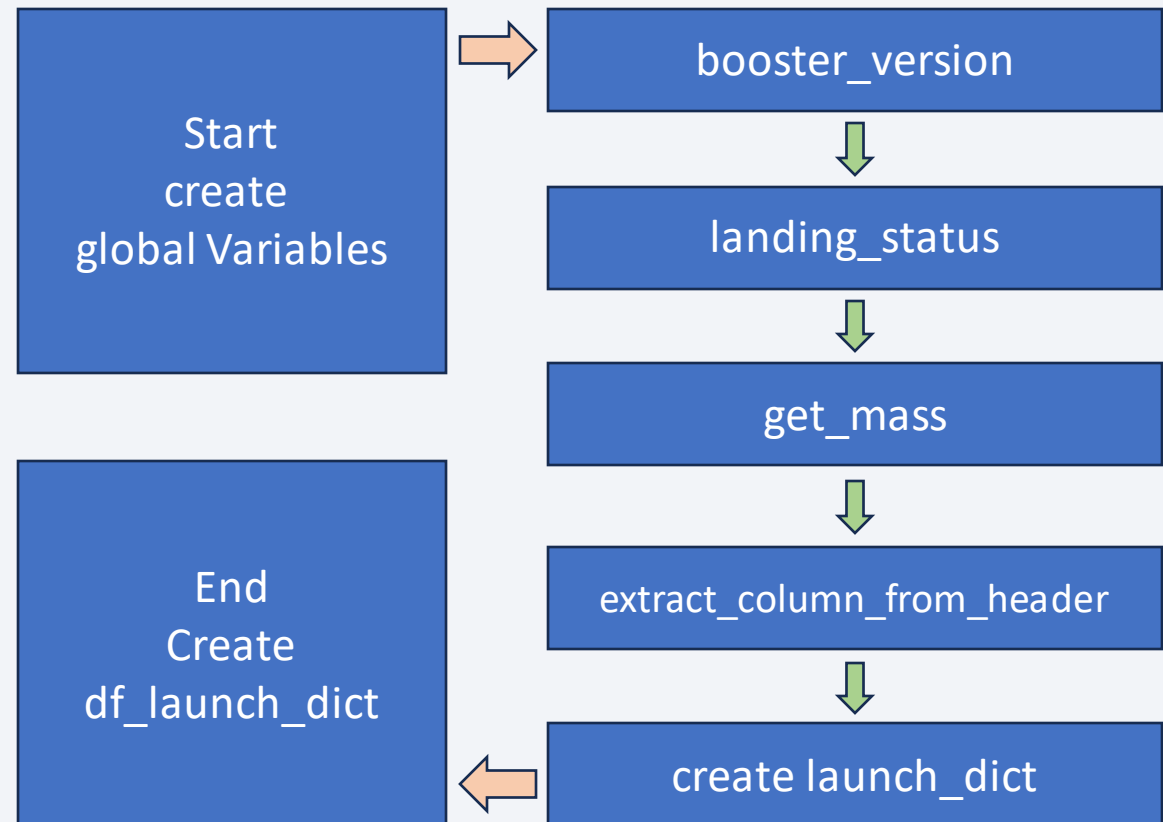 Start
create
global Variables
booster_version
landing_status
get_mass
extract_column_from_header
create launch_dict
End
Create
df_launch_dict